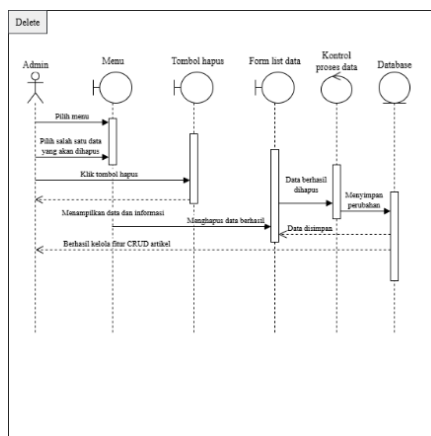 Delete
Admin
Menu
Tombol hapus
Form list data
Kontrol
proses data
Database
Pilih menu
Pilih salah satu data
yang akan dihapus
Klik tombol hapus
Data berhasil
dihapus
Menyimpan
perubahan
Menampilkan data dan informasi
Menghapus data berhasil
Data disimpan
Berhasil kelola fitur CRUD artikel